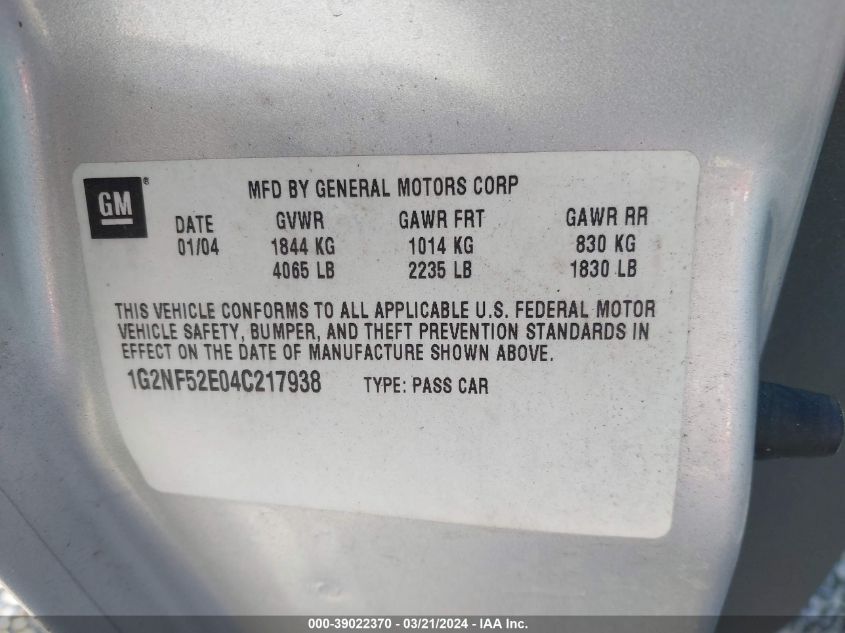 GM®
MFD BY GENERAL MOTORS CORP
DATE GVWR GAWR FRT GAWR RR
01/04 1844 KG 1014 KG 830 KG
4065 LB 2235 LB 1830 LB
THIS VEHICLE CONFORMS TO ALL APPLICABLE U.S. FEDERAL MOTOR
VEHICLE SAFETY, BUMPER, AND THEFT PREVENTION STANDARDS IN
EFFECT ON THE DATE OF MANUFACTURE SHOWN ABOVE.
1G2NF52E04C217938 TYPE: PASS CAR
000-39022370 - 03/21/2024 - IAA Inc.